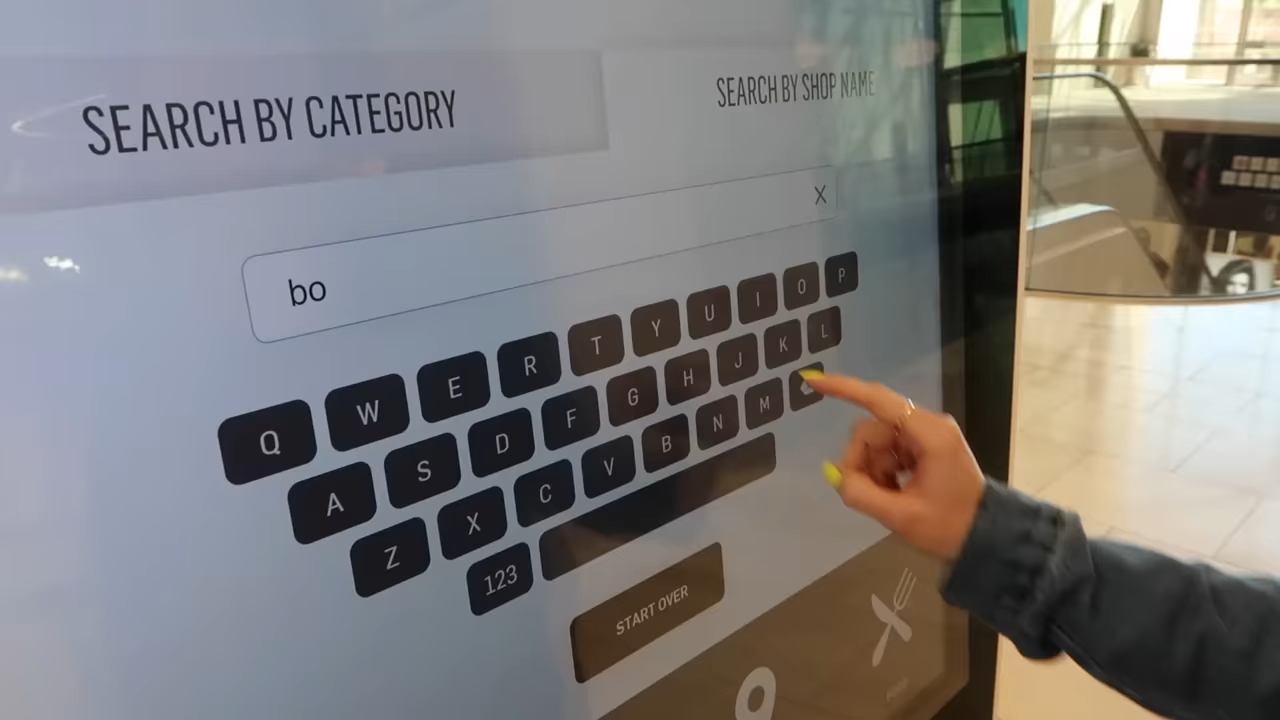 SEARCH BY CATEGORY
SEARCH BY SHOP NAME
bo
Q W E R T Y U I O P
A S D F G H J K L
Z X C V B N M
123
START OVER